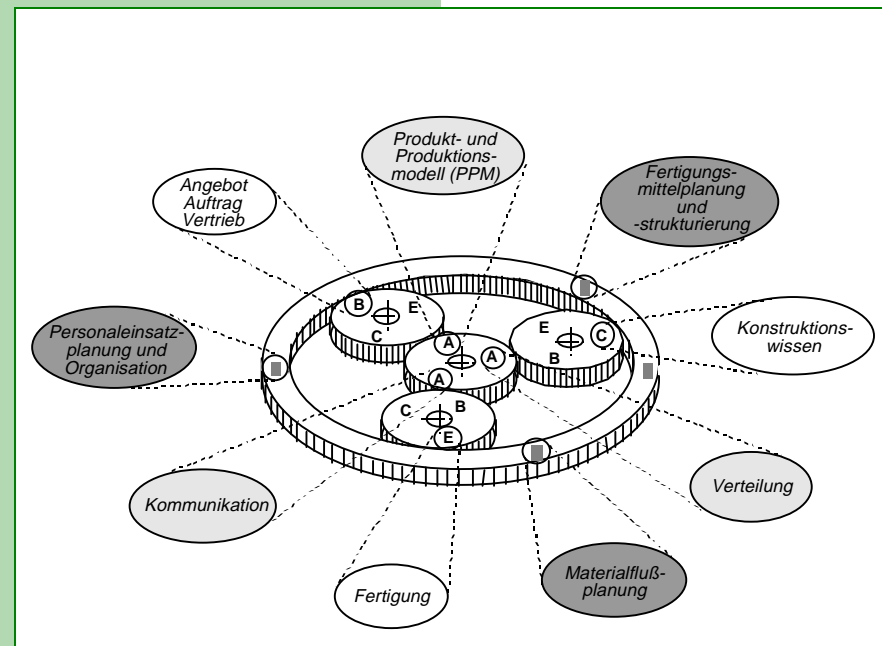 Produkt- und
Produktions-
modell (PPM)
Angebot
Auftrag
Vertrieb
Fertigungs-
mittelplanung
und
-strukturierung
Personaleinsatz-
planung und
Organisation
Konstruktions-
wissen
B
E
C
A
A
A
E
C
B
C
B
E
Kommunikation
Verteilung
Fertigung
Materialfluß-
planung